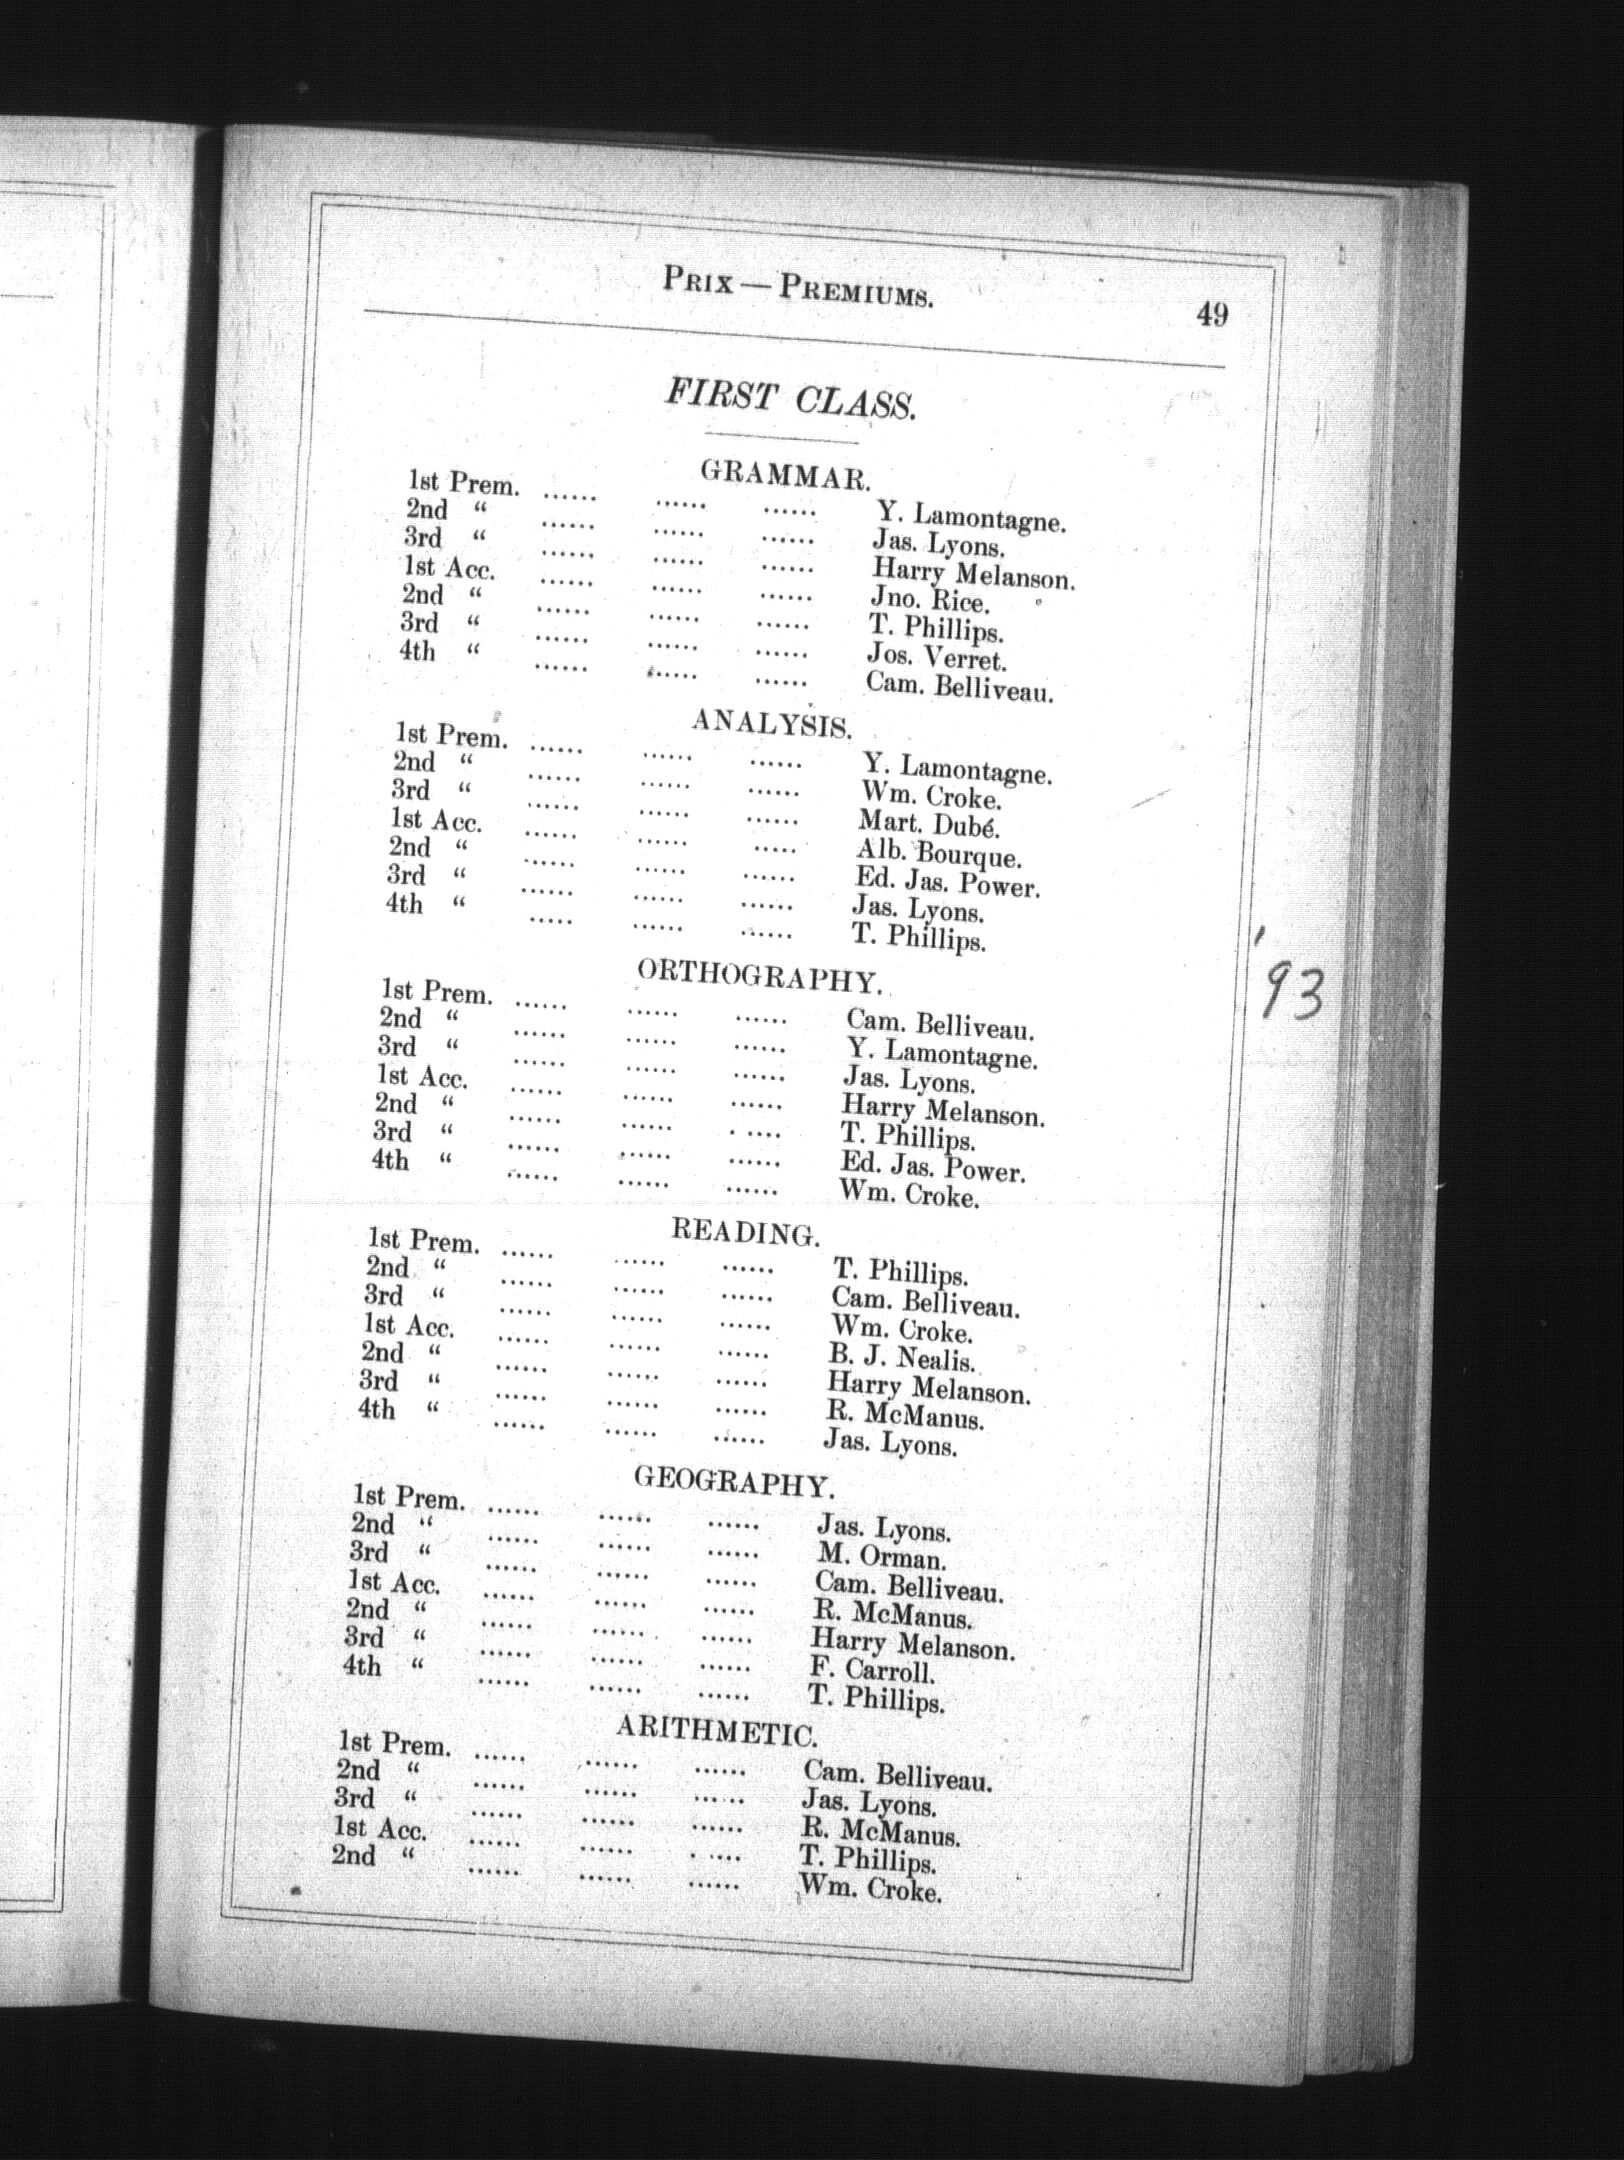 PRIX — PREMIUMS. 49
FIRST CLASS.
GRAMMAR.
1st Prem. ...... ...... ...... Y. Lamontagne.
2nd “ ...... ...... ...... Jas. Lyons.
3rd “ ...... ...... ...... Harry Melanson.
1st Acc. ...... ...... ...... Jno. Rice.
2nd “ ...... ...... ...... T. Phillips.
3rd “ ...... ...... ...... Jos. Verret.
4th “ ...... ...... ...... Cam. Belliveau.
ANALYSIS.
1st Prem. ...... ...... ...... Y. Lamontagne.
2nd “ ...... ...... ...... Wm. Croke.
3rd “ ...... ...... ...... Mart. Dubé.
1st Acc. ...... ...... ..... Alb. Bourque.
2nd “ ...... ...... ...... Ed. Jas. Power.
3rd “ ...... ...... ...... Jas. Lyons.
4th “ ..... ...... ...... T. Phillips.
ORTHOGRAPHY.
1st Prem. ...... ...... ...... Cam. Belliveau.
2nd “ ...... ...... ...... Y. Lamontagne.
3rd “ ...... ...... ...... Jas. Lyons.
1st Acc. ...... ...... ...... Harry Melanson.
2nd “ ...... ...... . .... T. Phillips.
3rd “ ...... ...... ...... Ed. Jas. Power.
4th “ ...... ...... ...... Wm. Croke.
'93
READING.
1st Prem. ...... ...... ...... T. Phillips.
2nd “ ...... ...... ...... Cam. Belliveau.
3rd “ ...... ...... ...... Wm. Croke.
1st Acc. ...... ...... ...... B. J. Nealis.
2nd “ ...... ...... ...... Harry Melanson.
3rd “ ...... ...... ...... R. McManus.
4th “ ...... ...... ...... Jas. Lyons.
GEOGRAPHY.
1st Prem. ...... ...... ...... Jas. Lyons.
2nd “ ...... ...... ...... M. Orman.
3rd “ ...... ...... ...... Cam. Belliveau.
1st Acc. ...... ...... ...... R. McManus.
2nd “ ...... ...... ...... Harry Melanson.
3rd “ ...... ...... ...... F. Carroll.
4th “ ...... ...... ...... T. Phillips.
ARITHMETIC.
1st Prem. ...... ...... ...... Cam. Belliveau.
2nd “ ...... ...... ...... Jas. Lyons.
3rd “ ...... ...... ...... R. McManus.
1st Acc. ...... ...... . .... T. Phillips.
2nd “ ...... ...... ...... Wm. Croke.